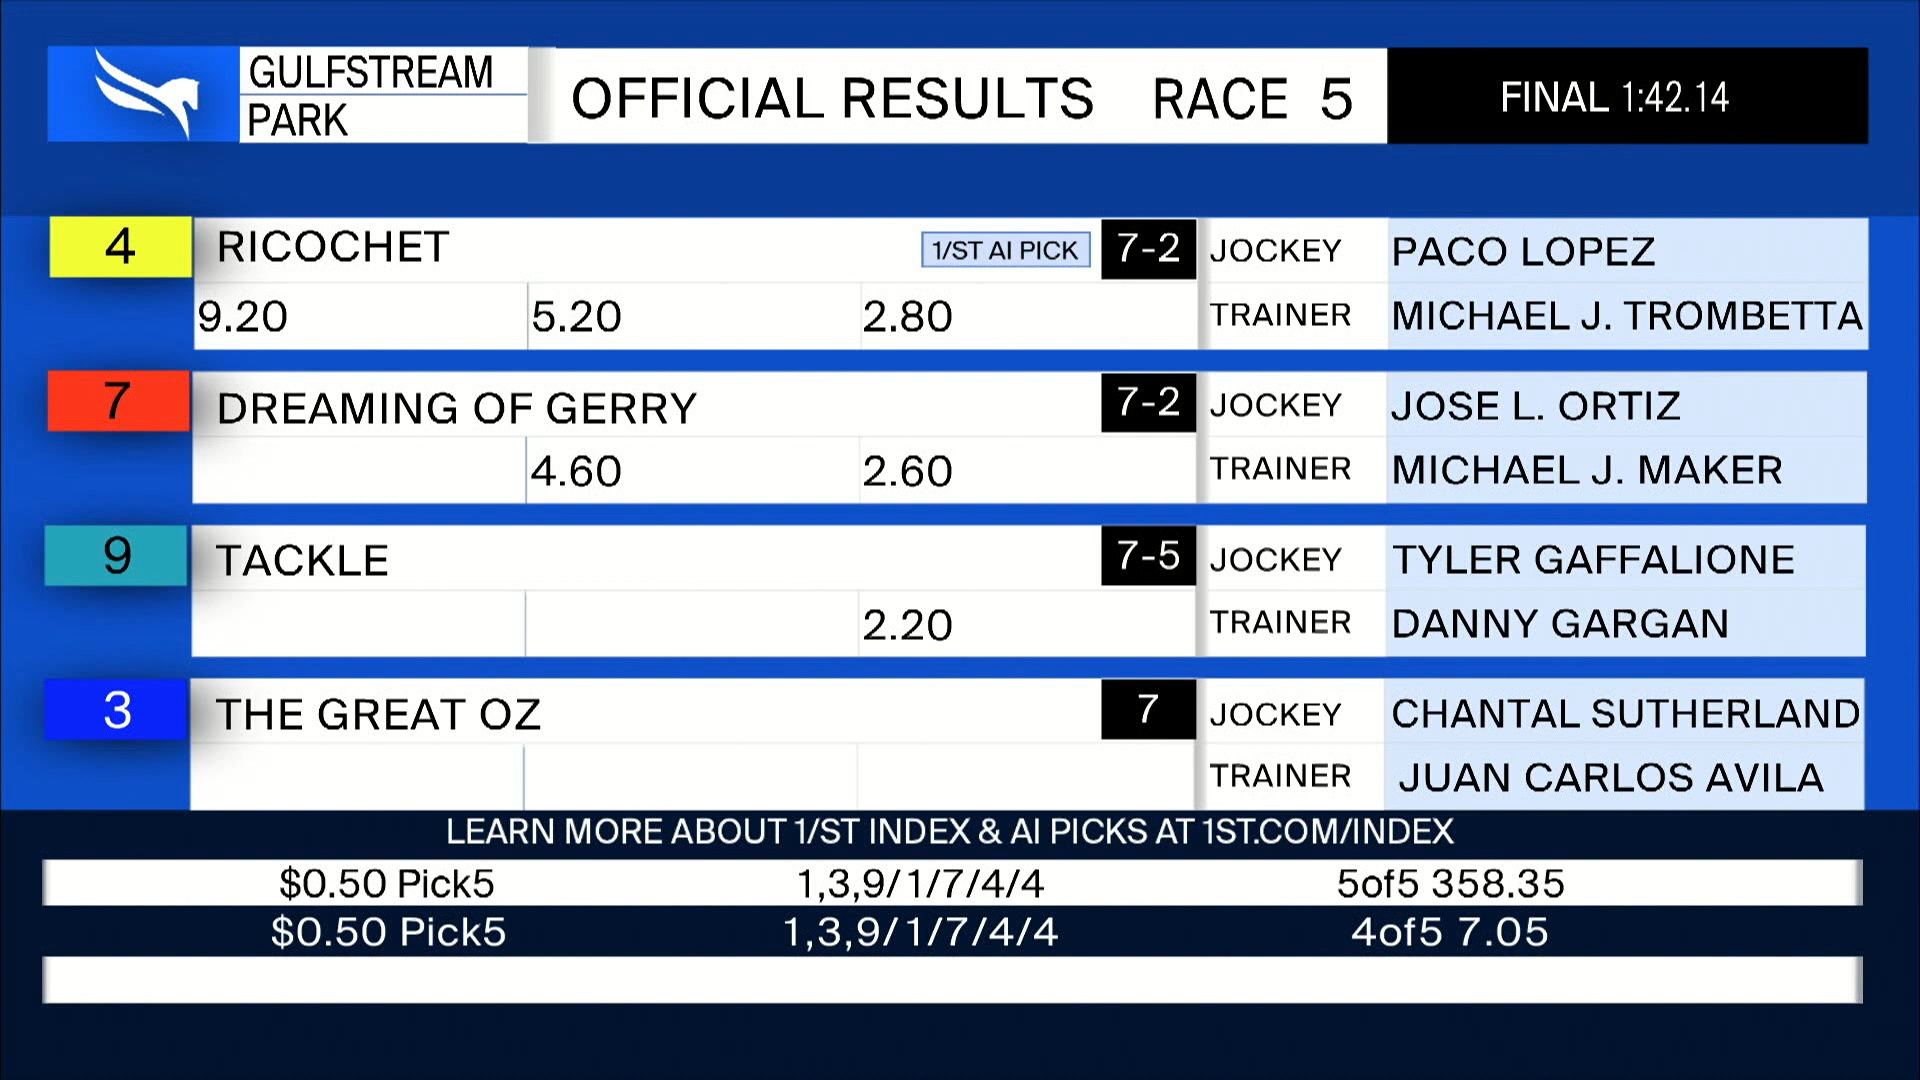 GULFSTREAM
PARK
OFFICIAL RESULTS RACE 5
FINAL 1:42.14
4 RICOCHET 1/ST AI PICK 7-2 JOCKEY PACO LOPEZ
9.20 5.20 2.80 TRAINER MICHAEL J. TROMBETTA
7 DREAMING OF GERRY 7-2 JOCKEY JOSE L. ORTIZ
4.60 2.60 TRAINER MICHAEL J. MAKER
9 TACKLE 7-5 JOCKEY TYLER GAFFALIONE
2.20 TRAINER DANNY GARGAN
3 THE GREAT OZ 7 JOCKEY CHANTAL SUTHERLAND
TRAINER JUAN CARLOS AVILA
LEARN MORE ABOUT 1/ST INDEX & AI PICKS AT 1ST.COM/INDEX
$0.50 Pick5 1,3,9/1/7/4/4 5of5 358.35
$0.50 Pick5 1,3,9/1/7/4/4 4of5 7.05